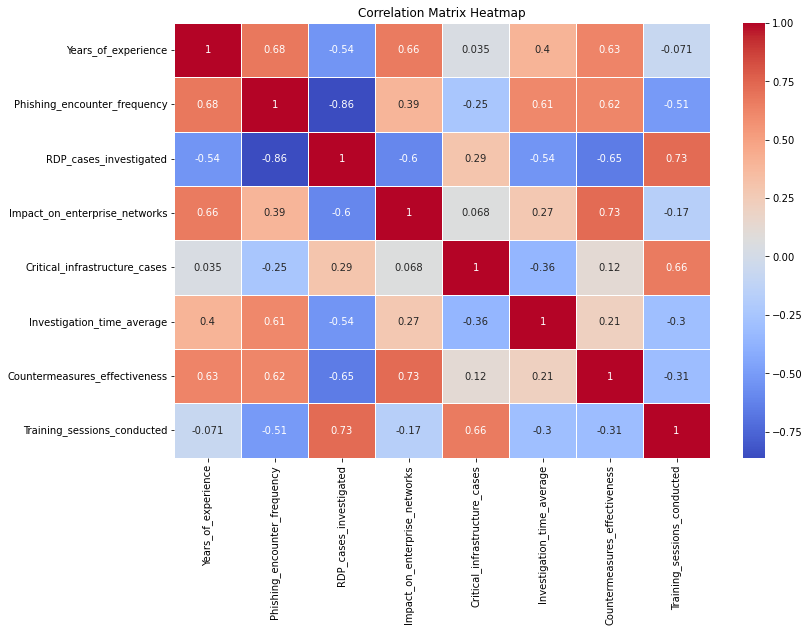 Correlation Matrix Heatmap
Years_of_experience 1 0.68 -0.54 0.66 0.035 0.4 0.63 -0.071
Phishing_encounter_frequency 0.68 1 -0.86 0.39 -0.25 0.61 0.62 -0.51
RDP_cases_investigated -0.54 -0.86 1 -0.6 0.29 -0.54 -0.65 0.73
Impact_on_enterprise_networks 0.66 0.39 -0.6 1 0.068 0.27 0.73 -0.17
Critical_infrastructure_cases 0.035 -0.25 0.29 0.068 1 -0.36 0.12 0.66
Investigation_time_average 0.4 0.61 -0.54 0.27 -0.36 1 0.21 -0.3
Countermeasures_effectiveness 0.63 0.62 -0.65 0.73 0.12 0.21 1 -0.31
Training_sessions_conducted -0.071 -0.51 0.73 -0.17 0.66 -0.3 -0.31 1
Years_of_experience
Phishing_encounter_frequency
RDP_cases_investigated
Impact_on_enterprise_networks
Critical_infrastructure_cases
Investigation_time_average
Countermeasures_effectiveness
Training_sessions_conducted
1.00
0.75
0.50
0.25
0.00
−0.25
−0.50
−0.75